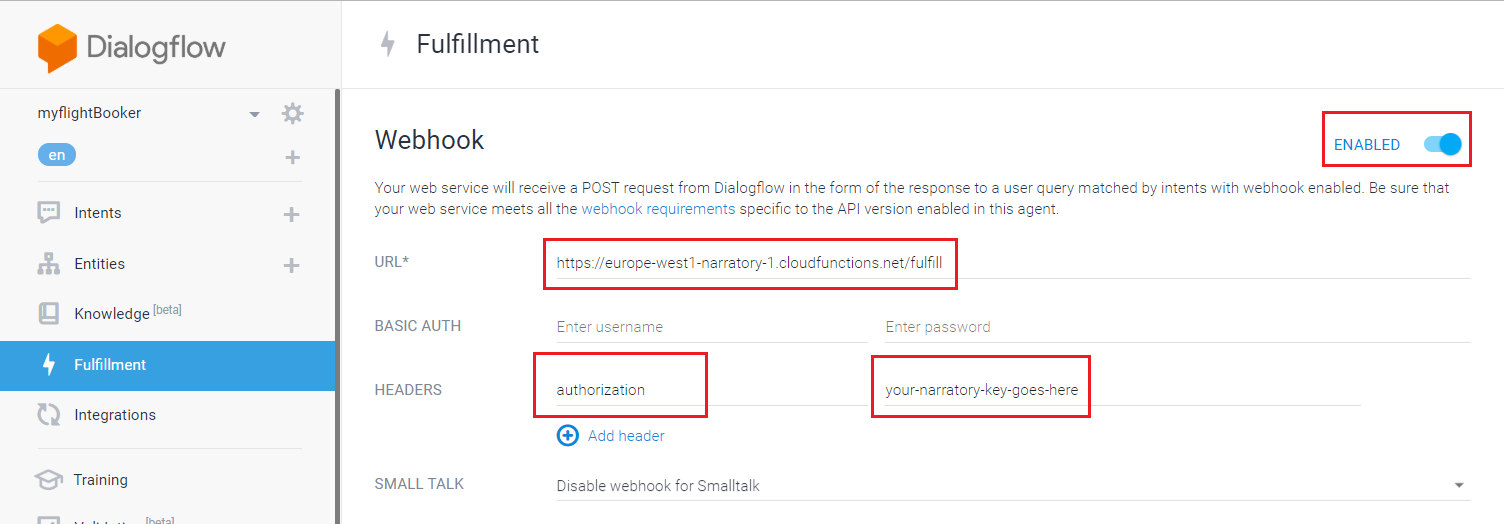 Dialogflow
Fulfillment
myflightBooker
en
Intents
Entities
Knowledge [beta]
Fulfillment
Integrations
Training
[beta]
Webhook
ENABLED
Your web service will receive a POST request from Dialogflow in the form of the response to a user query matched by intents with webhook enabled. Be sure that
your web service meets all the webhook requirements specific to the API version enabled in this agent.
URL* https://europe-west1-narratory-1.cloudfunctions.net/fulfill
BASIC AUTH Enter username Enter password
HEADERS authorization your-narratory-key-goes-here
Add header
SMALL TALK Disable webhook for Smalltalk